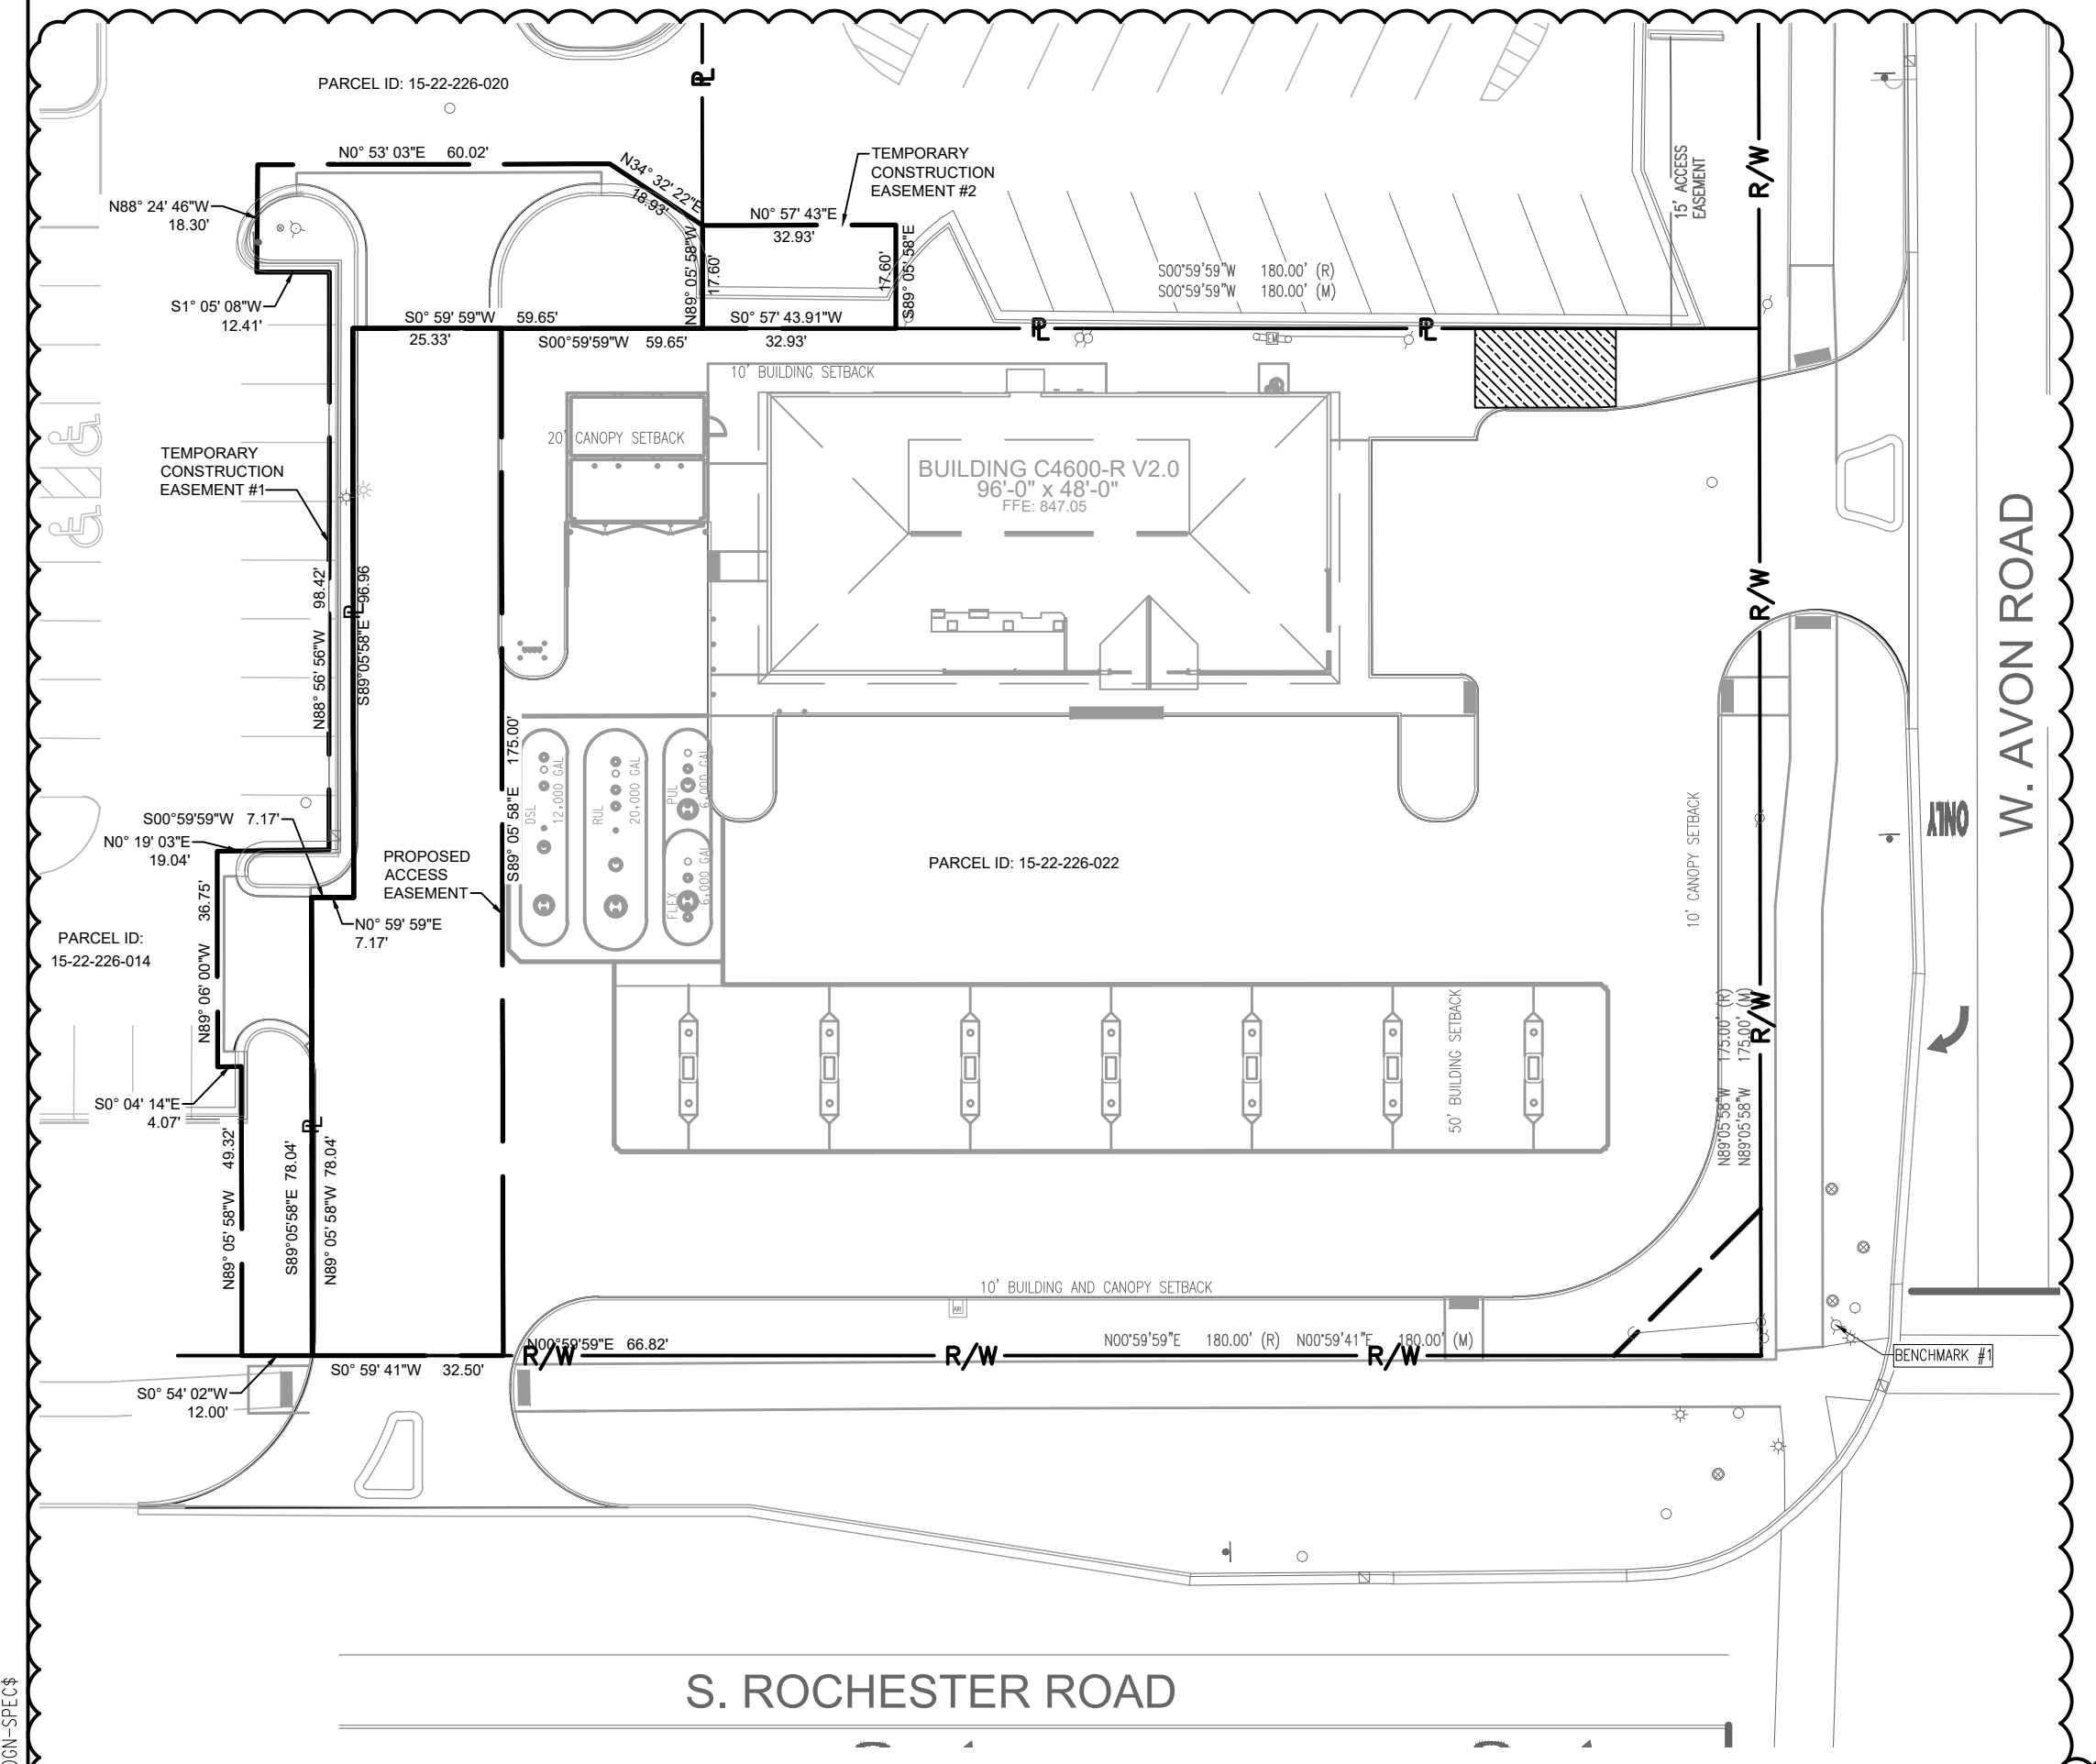 PARCEL ID: 15-22-226-020
PL
N0° 53' 03"E 60.02'
N34° 32' 22"E
18.93'
TEMPORARY
CONSTRUCTION
EASEMENT #2
15' ACCESS
EASEMENT
R/W
N88° 24' 46"W
18.30'
N0° 57' 43"E
32.93'
N89° 05' 58"W
17.60'
17.60'
S89° 05' 58"E
S00°59'59"W 180.00' (R)
S00°59'59"W 180.00' (M)
S1° 05' 08"W
12.41'
S0° 59' 59"W 59.65'
25.33'
S00°59'59"W 59.65'
S0° 57' 43.91"W
32.93'
PL
PL
EM
10' BUILDING SETBACK
20' CANOPY SETBACK
BUILDING C4600-R V2.0
96'-0" x 48'-0"
FFE: 847.05
TEMPORARY
CONSTRUCTION
EASEMENT #1
N88° 56' 56"W 98.42'
PL
S89°05'58"E 96.96
R/W
W. AVON ROAD
ONLY
S89° 05' 58"E 175.00'
DSL
12,000 GAL
RUL
20,000 GAL
PUL
6,000 GAL
FLEX
6,000 GAL
S00°59'59"W 7.17'
N0° 19' 03"E
19.04'
PROPOSED
ACCESS
EASEMENT
PARCEL ID: 15-22-226-022
10' CANOPY SETBACK
N89° 06' 00"W 36.75'
N0° 59' 59"E
7.17'
PARCEL ID:
15-22-226-014
50' BUILDING SETBACK
N89°05'58"W 175.00' (R)
N89°05'58"W 175.00' (M)
R/W
S0° 04' 14"E
4.07'
PL
N89° 05' 58"W 49.32'
S89°05'58"E 78.04'
N89° 05' 58"W 78.04'
10' BUILDING AND CANOPY SETBACK
AIR
N00°59'59"E 66.82'
N00°59'59"E 180.00' (R) N00°59'41"E 180.00' (M)
R/W
R/W
R/W
S0° 59' 41"W 32.50'
BENCHMARK #1
S0° 54' 02"W
12.00'
S. ROCHESTER ROAD
DGN-SPEC$